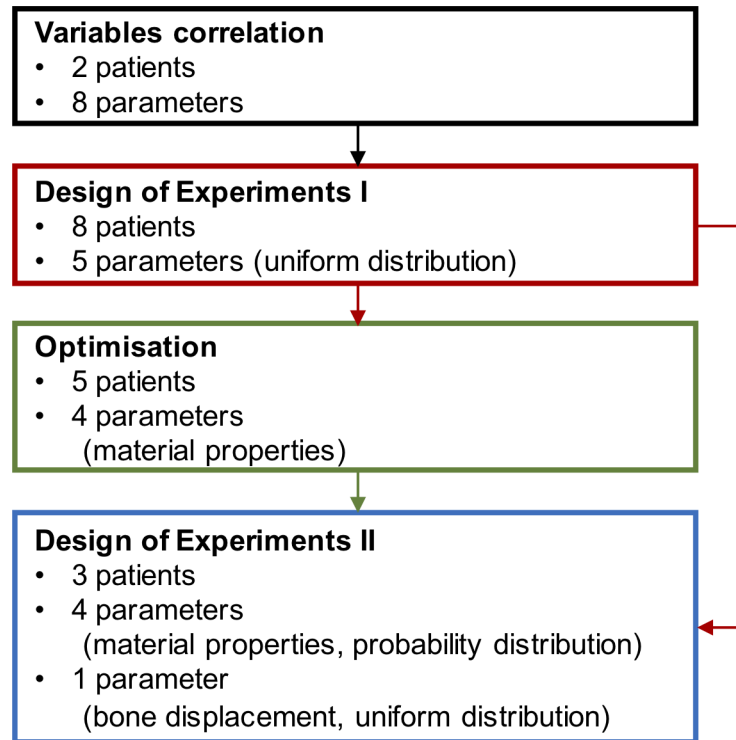 Variables correlation
• 2 patients
• 8 parameters
Design of Experiments I
• 8 patients
• 5 parameters (uniform distribution)
Optimisation
• 5 patients
• 4 parameters
(material properties)
Design of Experiments II
• 3 patients
• 4 parameters
(material properties, probability distribution)
• 1 parameter
(bone displacement, uniform distribution)